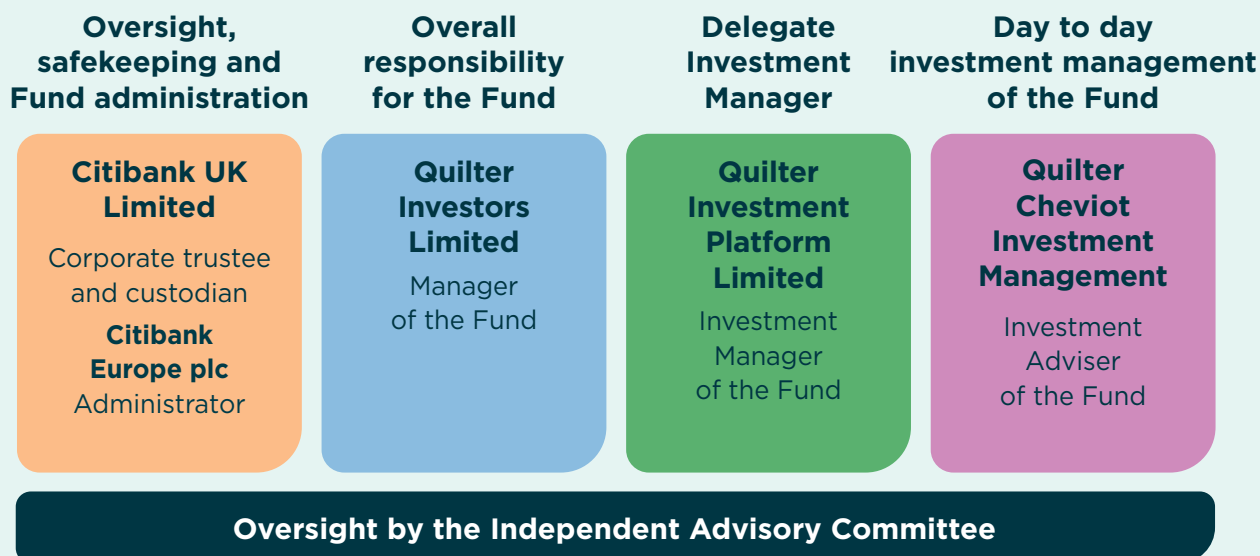 Oversight,
safekeeping and
Fund administration
Overall
responsibility
for the Fund
Delegate
Investment
Manager
Day to day
investment management
of the Fund
Citibank UK
Limited
Corporate trustee
and custodian
Citibank
Europe plc
Administrator
Quilter
Investors
Limited
Manager
of the Fund
Quilter
Investment
Platform
Limited
Investment
Manager
of the Fund
Quilter
Cheviot
Investment
Management
Investment
Adviser
of the Fund
Oversight by the Independent Advisory Committee